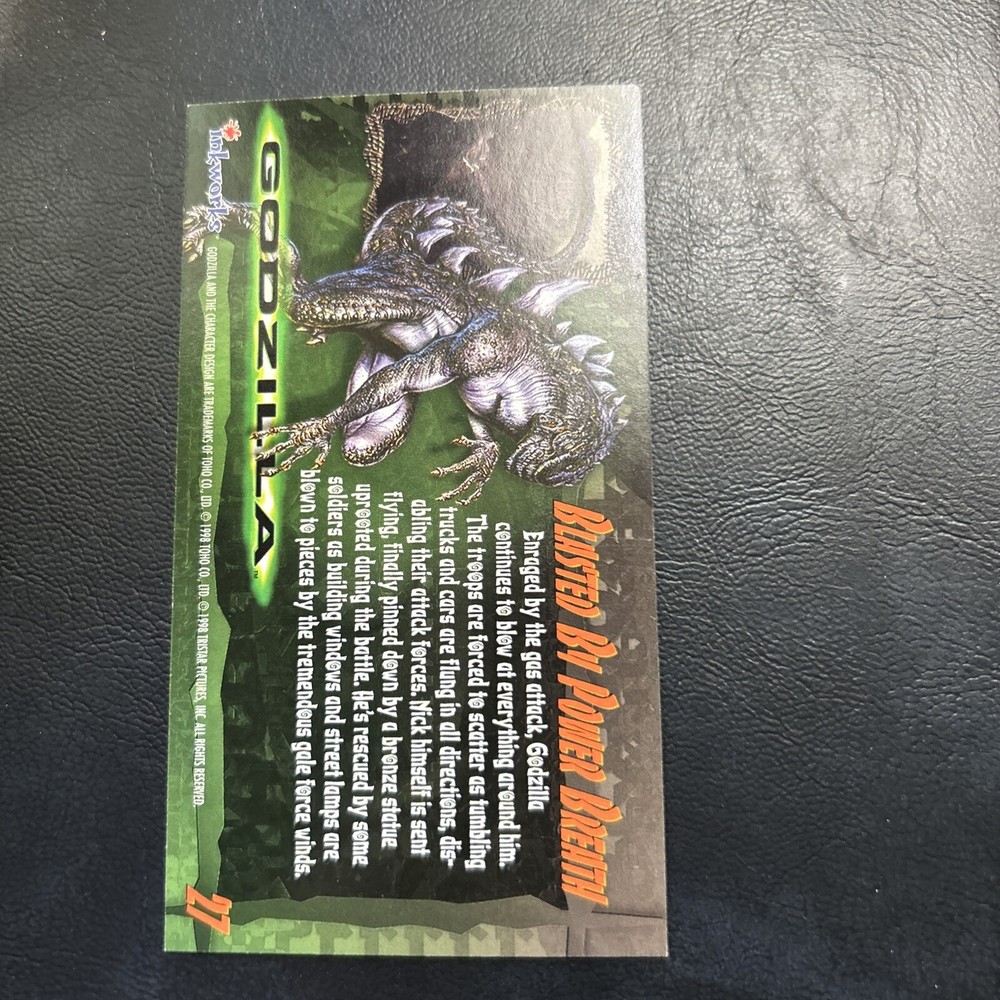 BLASTED BY POWER BREATH
Enraged by the gas attack, Godzilla
continues to blow at everything around him.
The troops are forced to scatter as tumbling
trucks and cars are flung in all directions, dis-
abling their attack forces. Nick himself is sent
flying, finally pinned down by a bronze statue
uprooted during the battle. He's rescued by some
soldiers as building windows and street lamps are
blown to pieces by the tremendous gale force winds.
GODZILLA™
Inkworks™
GODZILLA AND THE CHARACTER DESIGN ARE TRADEMARKS OF TOHO CO., LTD. © 1998 TOHO CO., LTD. © 1998 TRISTAR PICTURES, INC. ALL RIGHTS RESERVED.
27